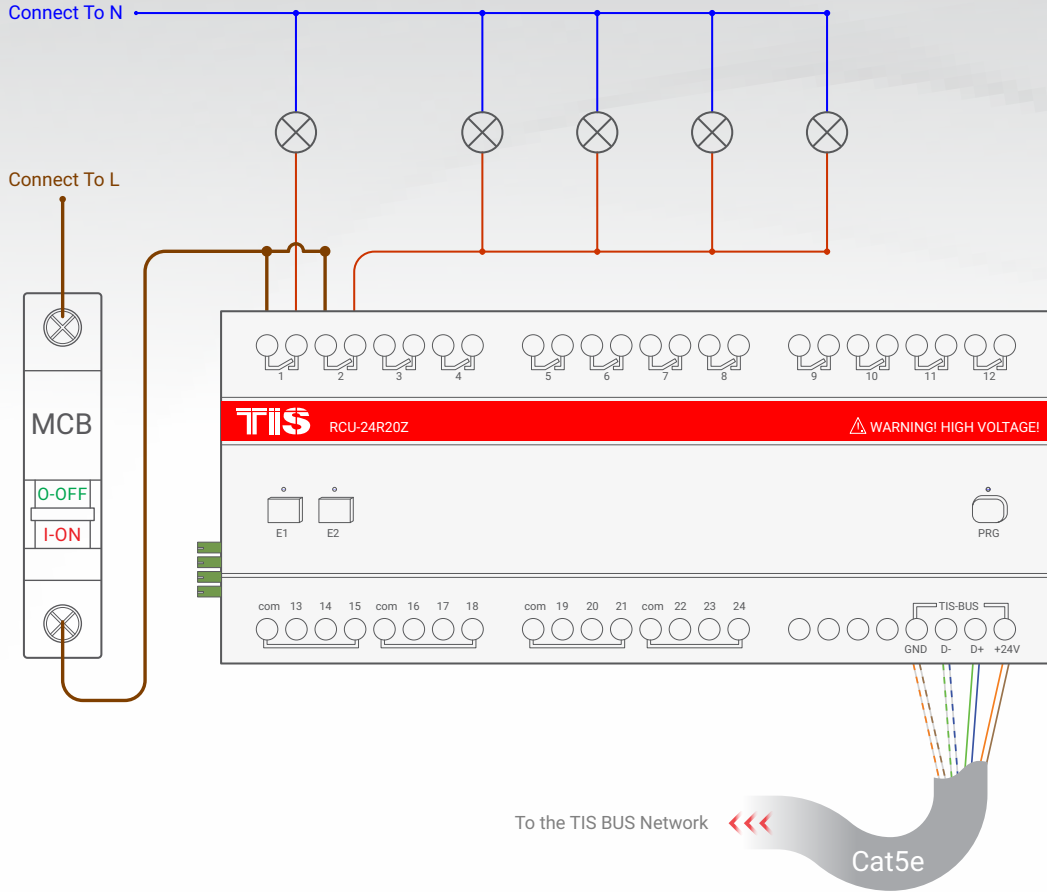 Connect To N
Connect To L
MCB
O-OFF
I-ON
1 2 3 4 5 6 7 8 9 10 11 12
TIS RCU-24R20Z ⚠ WARNING! HIGH VOLTAGE!
E1 E2 PRG
com 13 14 15 com 16 17 18 com 19 20 21 com 22 23 24 TIS-BUS
GND D- D+ +24V
To the TIS BUS Network
Cat5e